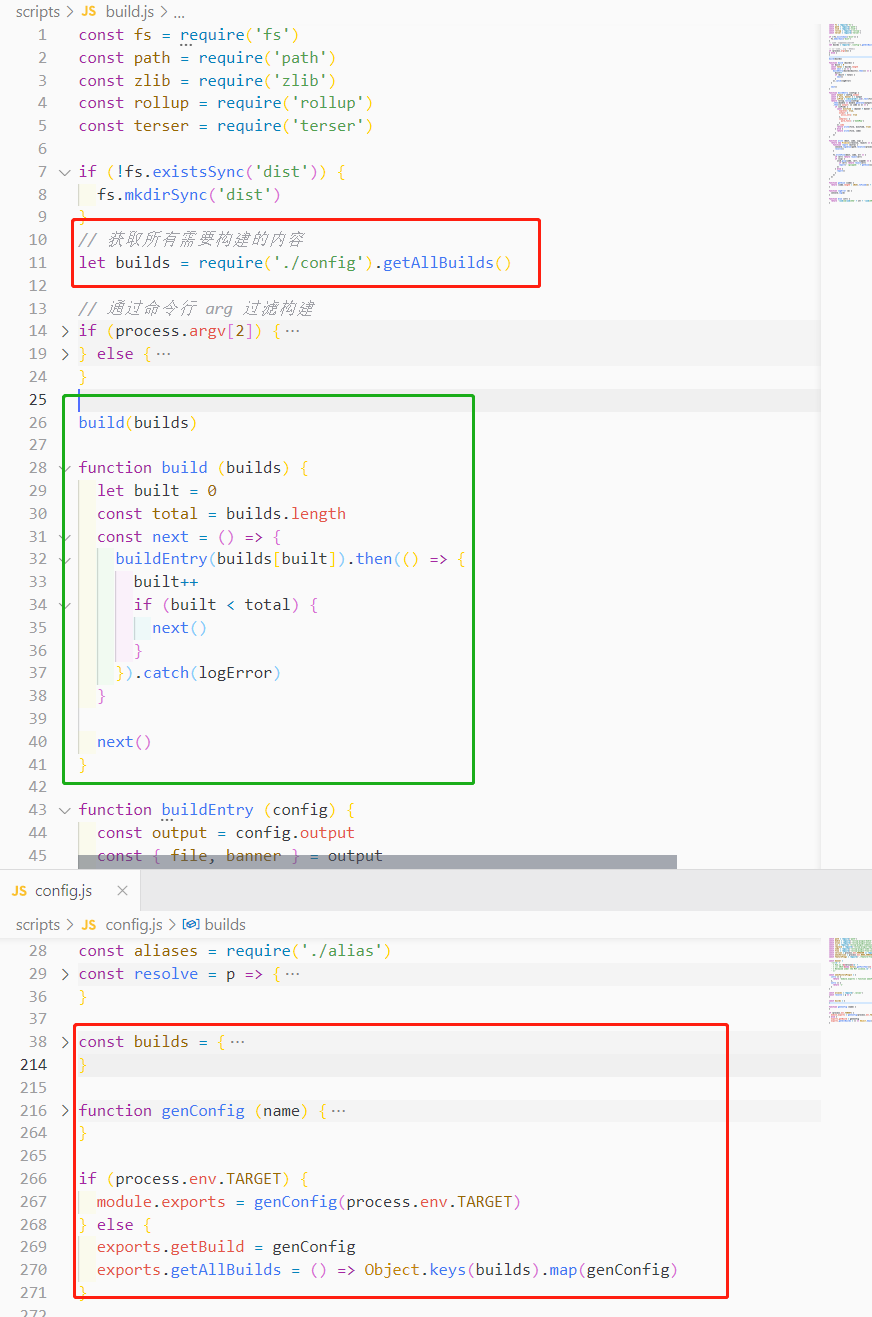 scripts > JS build.js > ...
1 const fs = require('fs')
2 const path = require('path')
3 const zlib = require('zlib')
4 const rollup = require('rollup')
5 const terser = require('terser')
6
7 if (!fs.existsSync('dist')) {
8 fs.mkdirSync('dist')
9 }
10 // 获取所有需要构建的内容
11 let builds = require('./config').getAllBuilds()
12
13 // 通过命令行 arg 过滤构建
14 if (process.argv[2]) { ...
19 } else { ...
24 }
25
26 build(builds)
27
28 function build (builds) {
29 let built = 0
30 const total = builds.length
31 const next = () => {
32 buildEntry(builds[built]).then(() => {
33 built++
34 if (built < total) {
35 next()
36 }
37 }).catch(logError)
38 }
39
40 next()
41 }
42
43 function buildEntry (config) {
44 const output = config.output
45 const { file, banner } = output
JS config.js ×
scripts > JS config.js > builds
28 const aliases = require('./alias')
29 const resolve = p => { ...
36 }
37
38 const builds = { ...
214 }
215
216 function genConfig (name) { ...
264 }
265
266 if (process.env.TARGET) {
267 module.exports = genConfig(process.env.TARGET)
268 } else {
269 exports.getBuild = genConfig
270 exports.getAllBuilds = () => Object.keys(builds).map(genConfig)
271 }
272